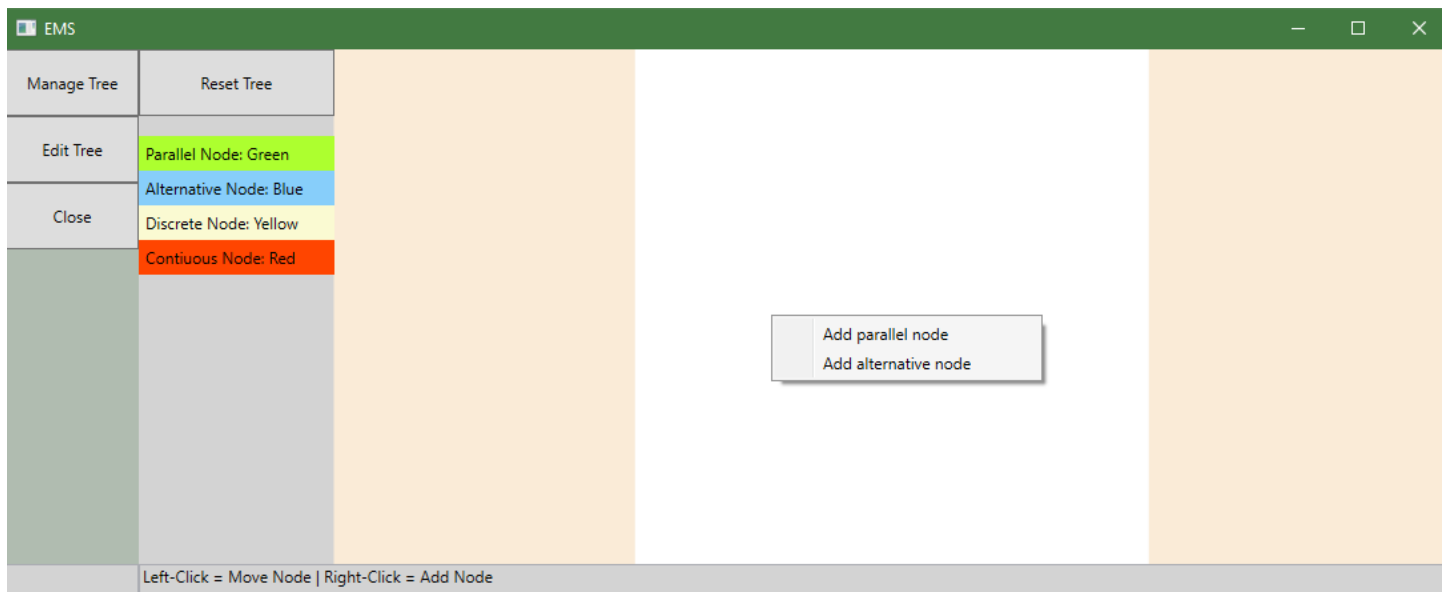 EMS
Manage Tree
Reset Tree
Edit Tree
Parallel Node: Green
Alternative Node: Blue
Close
Discrete Node: Yellow
Contiuous Node: Red
Add parallel node
Add alternative node
Left-Click = Move Node | Right-Click = Add Node